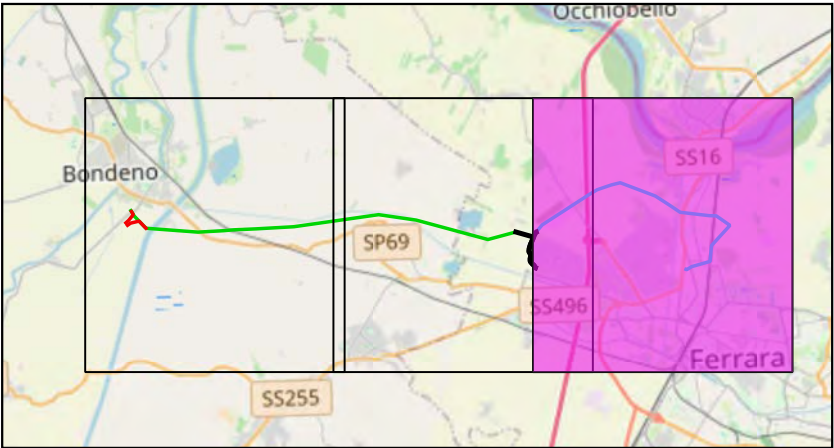 Occhiobello
SS16
Bondeno
SP69
SS496
Ferrara
SS255